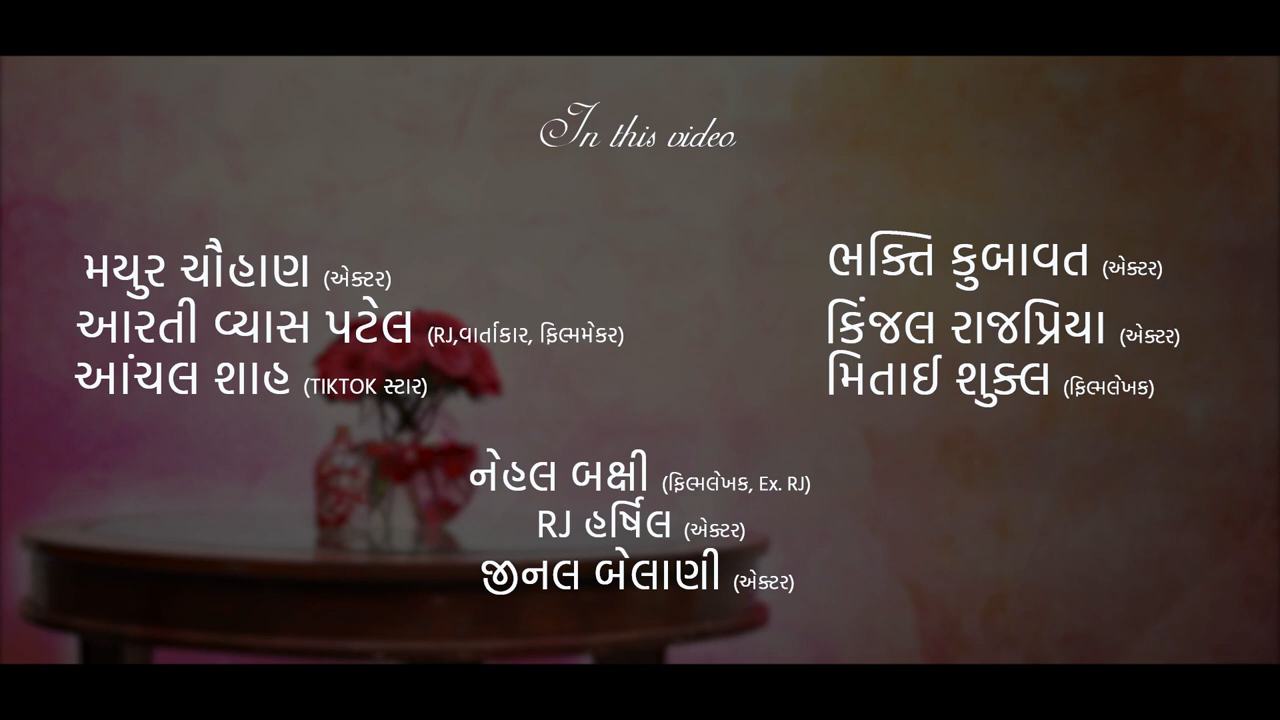 In this video
મયુર ચૌહાણ (એક્ટર)
આરતી વ્યાસ પટેલ (RJ,વાર્તાકાર, ફિલ્મમેકર)
આંચલ શાહ (TIKTOK સ્ટાર)
ભક્તિ કુબાવત (એક્ટર)
કિંજલ રાજપ્રિયા (એક્ટર)
મિતાઈ શુક્લ (ફિલ્મલેખક)
નેહલ બક્ષી (ફિલ્મલેખક, Ex. RJ)
RJ હર્ષિલ (એક્ટર)
જીનલ બેલાણી (એક્ટર)